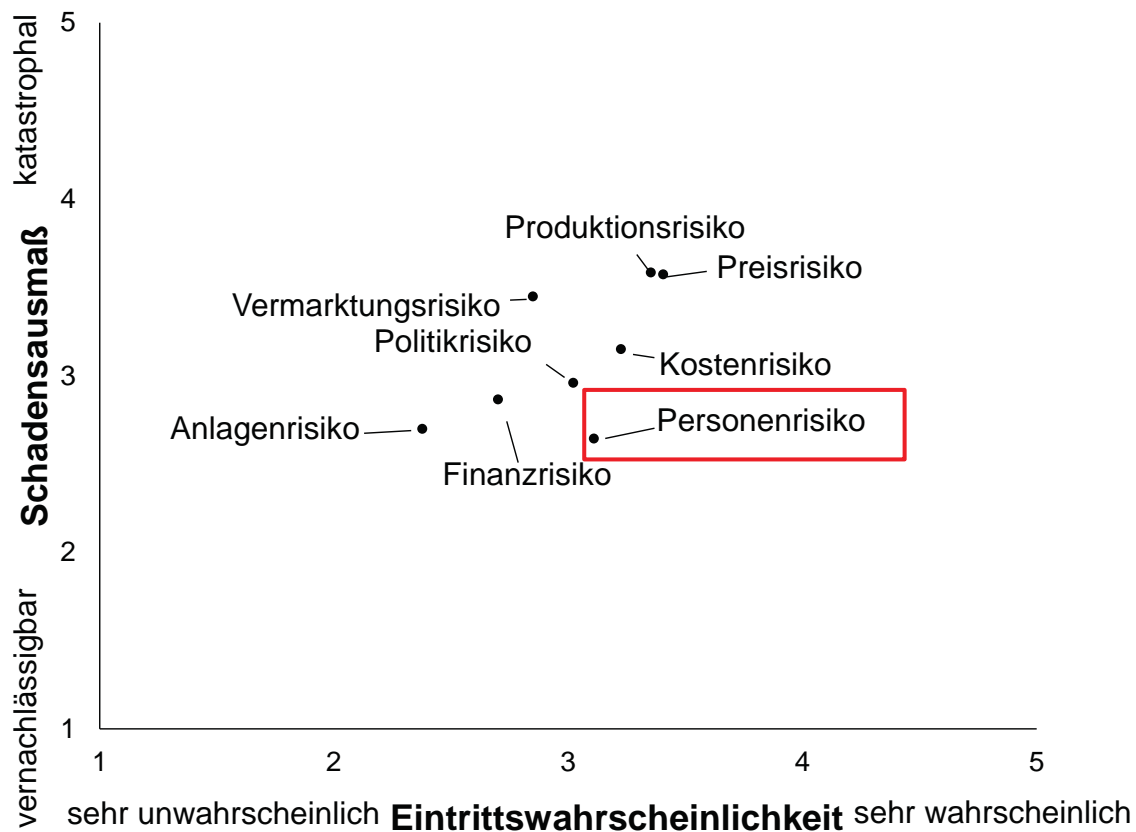 5
katastrophal
4
Produktionsrisiko
Preisrisiko
Vermarktungsrisiko
Politikrisiko
Schadensausmaß
3
Kostenrisiko
Personenrisiko
Anlagenrisiko
Finanzrisiko
2
vernachlässigbar
1
1 2 3 4 5
sehr unwahrscheinlich Eintrittswahrscheinlichkeit sehr wahrscheinlich